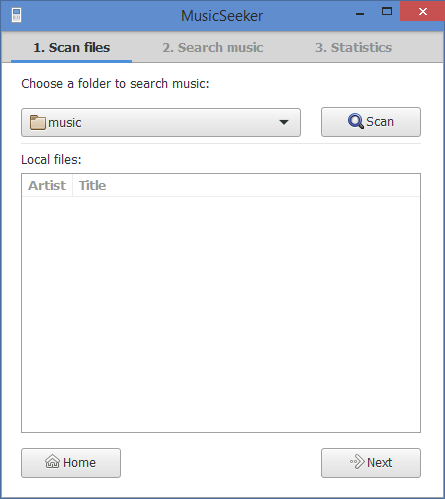 MusicSeeker
1. Scan files 2. Search music 3. Statistics
Choose a folder to search music:
music Scan
Local files:
Artist Title
Home Next